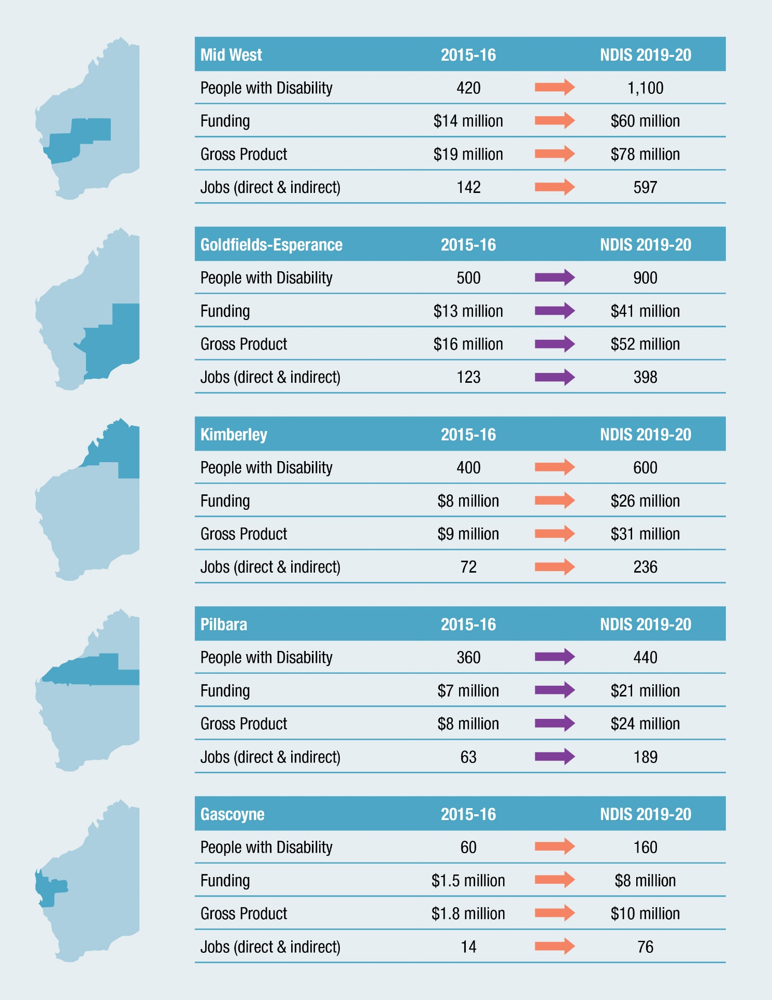 Mid West 2015-16 NDIS 2019-20
People with Disability 420 1,100
Funding $14 million $60 million
Gross Product $19 million $78 million
Jobs (direct & indirect) 142 597
Goldfields-Esperance 2015-16 NDIS 2019-20
People with Disability 500 900
Funding $13 million $41 million
Gross Product $16 million $52 million
Jobs (direct & indirect) 123 398
Kimberley 2015-16 NDIS 2019-20
People with Disability 400 600
Funding $8 million $26 million
Gross Product $9 million $31 million
Jobs (direct & indirect) 72 236
Pilbara 2015-16 NDIS 2019-20
People with Disability 360 440
Funding $7 million $21 million
Gross Product $8 million $24 million
Jobs (direct & indirect) 63 189
Gascoyne 2015-16 NDIS 2019-20
People with Disability 60 160
Funding $1.5 million $8 million
Gross Product $1.8 million $10 million
Jobs (direct & indirect) 14 76